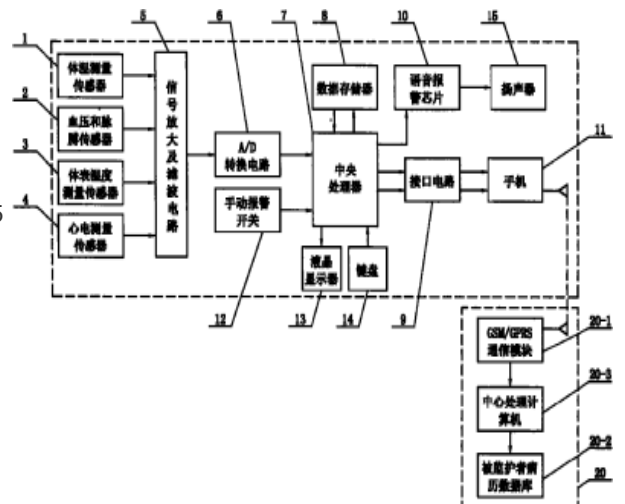 5
6
7
8
10
15
1
体温测量
传感器
2
血压和脉
搏传感器
3
体表温度
测量传感器
4
心电测量
传感器
信号放大及滤波电路
A/D
转换电路
手动报警
开关
数据存储器
中央
处理器
语音报
警芯片
扬声器
11
接口电路
手机
液晶
显示器
键盘
12
13
14
9
5
GSM/GPRS
通信模块
20-1
中心处理计
算机
20-3
被监护者病
历数据库
20-2
20